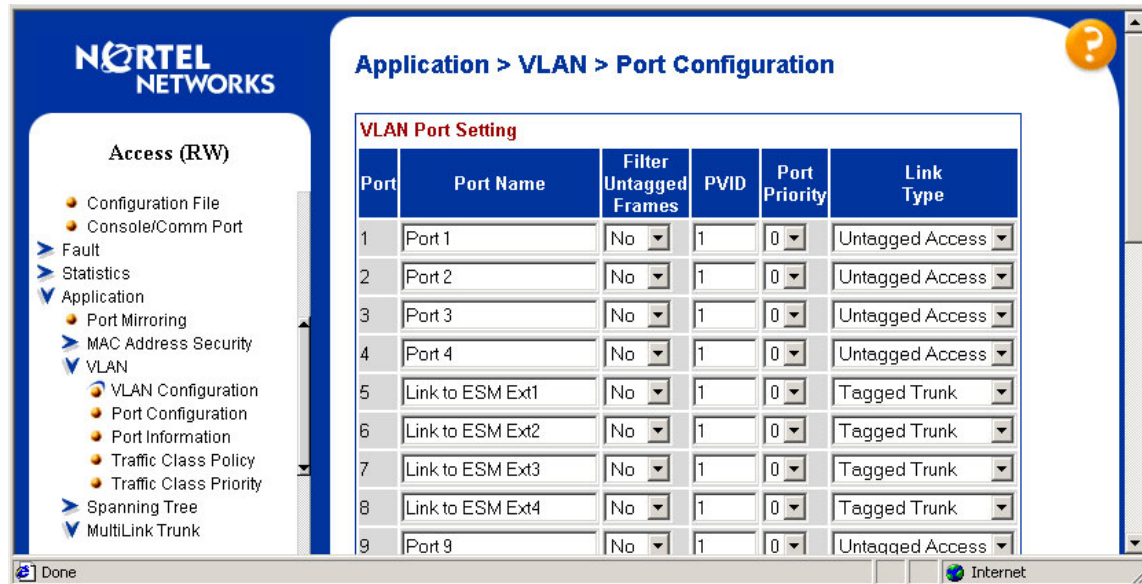 NORTEL
NETWORKS
Access (RW)
Configuration File
Console/Comm Port
Fault
Statistics
Application
Port Mirroring
MAC Address Security
VLAN
VLAN Configuration
Port Configuration
Port Information
Traffic Class Policy
Traffic Class Priority
Spanning Tree
MultiLink Trunk
?
Application > VLAN > Port Configuration
VLAN Port Setting
Port Port Name Filter Untagged Frames PVID Port Priority Link Type
1 Port 1 No 1 0 Untagged Access
2 Port 2 No 1 0 Untagged Access
3 Port 3 No 1 0 Untagged Access
4 Port 4 No 1 0 Untagged Access
5 Link to ESM Ext1 No 1 0 Tagged Trunk
6 Link to ESM Ext2 No 1 0 Tagged Trunk
7 Link to ESM Ext3 No 1 0 Tagged Trunk
8 Link to ESM Ext4 No 1 0 Tagged Trunk
9 Port 9 No 1 0 Untagged Access
Done Internet